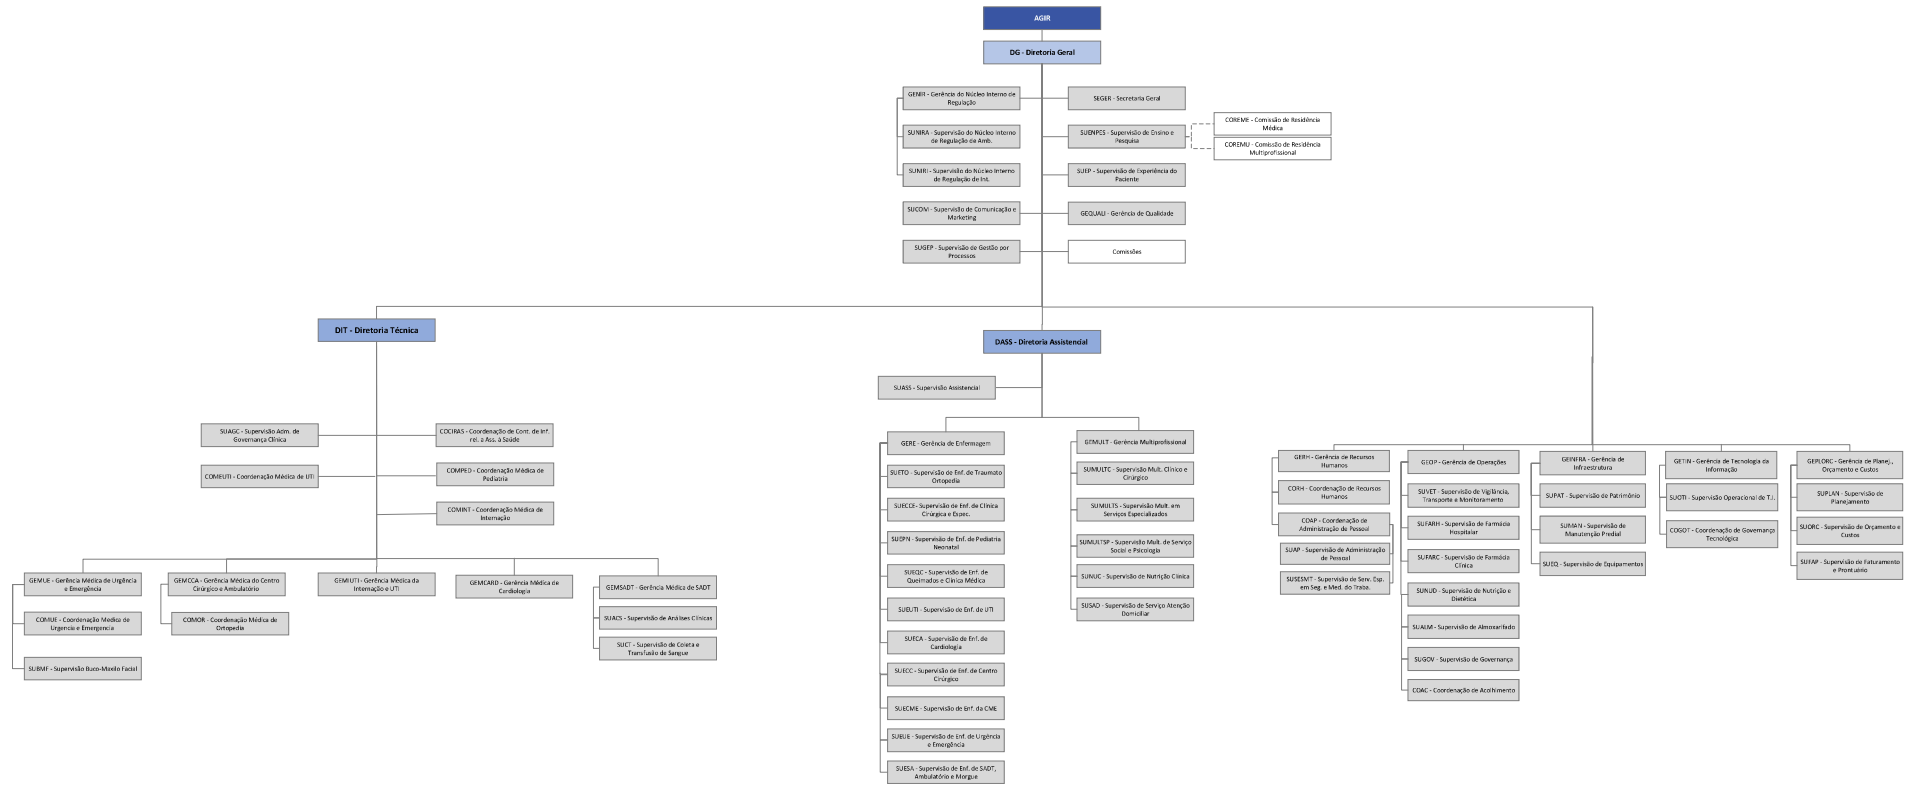 AGIR
DG - Diretoria Geral
GENIR - Gerência do Núcleo Interno de
Regulação
SEGER - Secretaria Geral
SUNIRA - Supervisão do Núcleo Interno
de Regulação de Amb.
SUENPES - Supervisão de Ensino e
Pesquisa
COREME - Comissão de Residência
Médica
COREMU - Comissão de Residência
Multiprofissional
SUNIRI - Supervisão do Núcleo Interno
de Regulação de Int.
SUEP - Supervisão de Experiência do
Paciente
SUCOM - Supervisão de Comunicação e
Marketing
GEQUALI - Gerência de Qualidade
SUGEP - Supervisão de Gestão por
Processos
Comissões
DIT - Diretoria Técnica
SUAGC - Supervisão Adm. de
Governança Clínica
COCIRAS - Coordenação de Cont. de Inf.
rel. a Ass. à Saúde
COMEUTI - Coordenação Médica de UTI
COMPED - Coordenação Médica de
Pediatria
COMINT - Coordenação Médica de
Internação
GEMUE - Gerência Médica de Urgência
e Emergência
COMUE - Coordenação Medica de
Urgencia e Emergencia
SUBMF - Supervisão Buco-Maxilo Facial
GEMCCA - Gerência Médica do Centro
Cirúrgico e Ambulatório
COMOR - Coordenação Médica de
Ortopedia
GEMIUTI - Gerência Médica da
Internação e UTI
GEMCARD - Gerência Médica de
Cardiologia
GEMSADT - Gerência Médica de SADT
SUACS - Supervisão de Análises Clínicas
SUCT - Supervisão de Coleta e
Transfusão de Sangue
DASS - Diretoria Assistencial
SUASS - Supervisão Assistencial
GERE - Gerência de Enfermagem
SUETO - Supervisão de Enf. de Traumato
Ortopedia
SUECCE - Supervisão de Enf. de Clínica
Cirúrgica e Espec.
SUEPN - Supervisão de Enf. de Pediatria
Neonatal
SUEQC - Supervisão de Enf. de
Queimados e Clínica Médica
SUEUTI - Supervisão de Enf. de UTI
SUECA - Supervisão de Enf. de
Cardiologia
SUECC - Supervisão de Enf. de Centro
Cirúrgico
SUECME - Supervisão de Enf. da CME
SUEUE - Supervisão de Enf. de Urgência
e Emergência
SUESA - Supervisão de Enf. de SADT,
Ambulatório e Morgue
GEMULT - Gerência Multiprofissional
SUMULTC - Supervisão Mult. Clínico e
Cirúrgico
SUMULTS - Supervisão Mult. em
Serviços Especializados
SUMULTSP - Supervisão Mult. de Serviço
Social e Psicologia
SUNUC - Supervisão de Nutrição Clínica
SUSAD - Supervisão de Serviço Atenção
Domiciliar
GERH - Gerência de Recursos
Humanos
CORH - Coordenação de Recursos
Humanos
COAP - Coordenação de
Administração de Pessoal
SUAP - Supervisão de Administração
de Pessoal
SUSESMT - Supervisão de Serv. Esp.
em Seg. e Med. do Traba.
GEOP - Gerência de Operações
SUVET - Supervisão de Vigilância,
Transporte e Monitoramento
SUFARH - Supervisão de Farmácia
Hospitalar
SUFARC - Supervisão de Farmácia
Clínica
SUNUD - Supervisão de Nutrição e
Dietética
SUALM - Supervisão de Almoxarifado
SUGOV - Supervisão de Governança
COAC - Coordenação de Acolhimento
GEINFRA - Gerência de
Infraestrutura
SUPAT - Supervisão de Patrimônio
SUMAN - Supervisão de
Manutenção Predial
SUEQ - Supervisão de Equipamentos
GETIN - Gerência de Tecnologia da
Informação
SUOTI - Supervisão Operacional de T.I.
COGOT - Coordenação de Governança
Tecnológica
GEPLORC - Gerência de Planej.,
Orçamento e Custos
SUPLAN - Supervisão de
Planejamento
SUORC - Supervisão de Orçamento e
Custos
SUFAP - Supervisão de Faturamento
e Prontuário